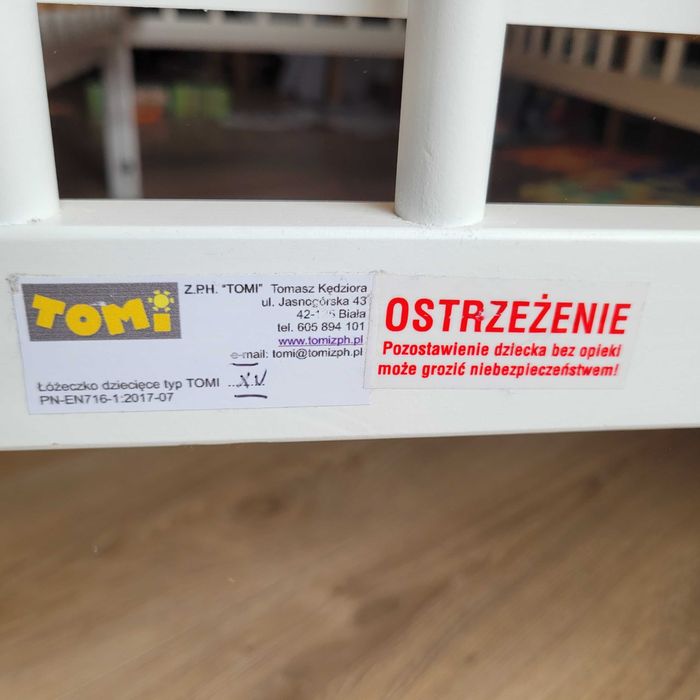 TOMi
Z.PH. "TOMI" Tomasz Kędziora
ul. Jasnogórska 43
Biała
tel. 605 894 101
www.tomizph.pl
e-mail: tomi@tomizph.pl
Łóżeczko dziecięce typ TOMI
PN-EN716-1:2017-07
OSTRZEŻENIE
Pozostawienie dziecka bez opieki
może grozić niebezpieczeństwem!